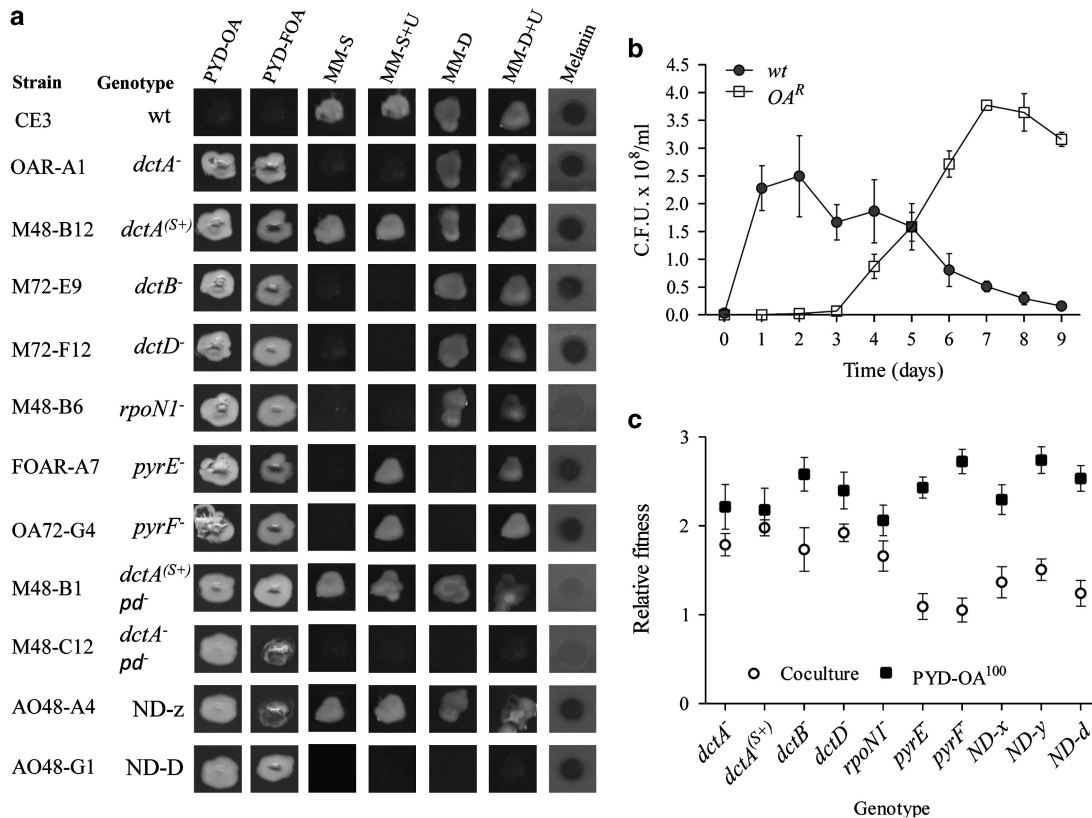 a
Strain Genotype PYD-OA PYD-FOA MM-S MM-S+U MM-D MM-D+U Melanin
CE3 wt
OAR-A1 dctA-
M48-B12 dctA(S+)
M72-E9 dctB-
M72-F12 dctD-
M48-B6 rpoN1-
FOAR-A7 pyrE-
OA72-G4 pyrF-
M48-B1 dctA(S+) pd-
M48-C12 dctA- pd-
AO48-A4 ND-z
AO48-G1 ND-D
b
wt
OAR
C.F.U. x 10⁸/ml
4.5
4.0
3.5
3.0
2.5
2.0
1.5
1.0
0.5
0.0
0 1 2 3 4 5 6 7 8 9
Time (days)
c
Relative fitness
3
2
1
0
Coculture PYD-OA¹⁰⁰
dctA- dctA(S+) dctB- dctD- rpoN1- pyrE- pyrF- ND-x ND-y ND-d
Genotype